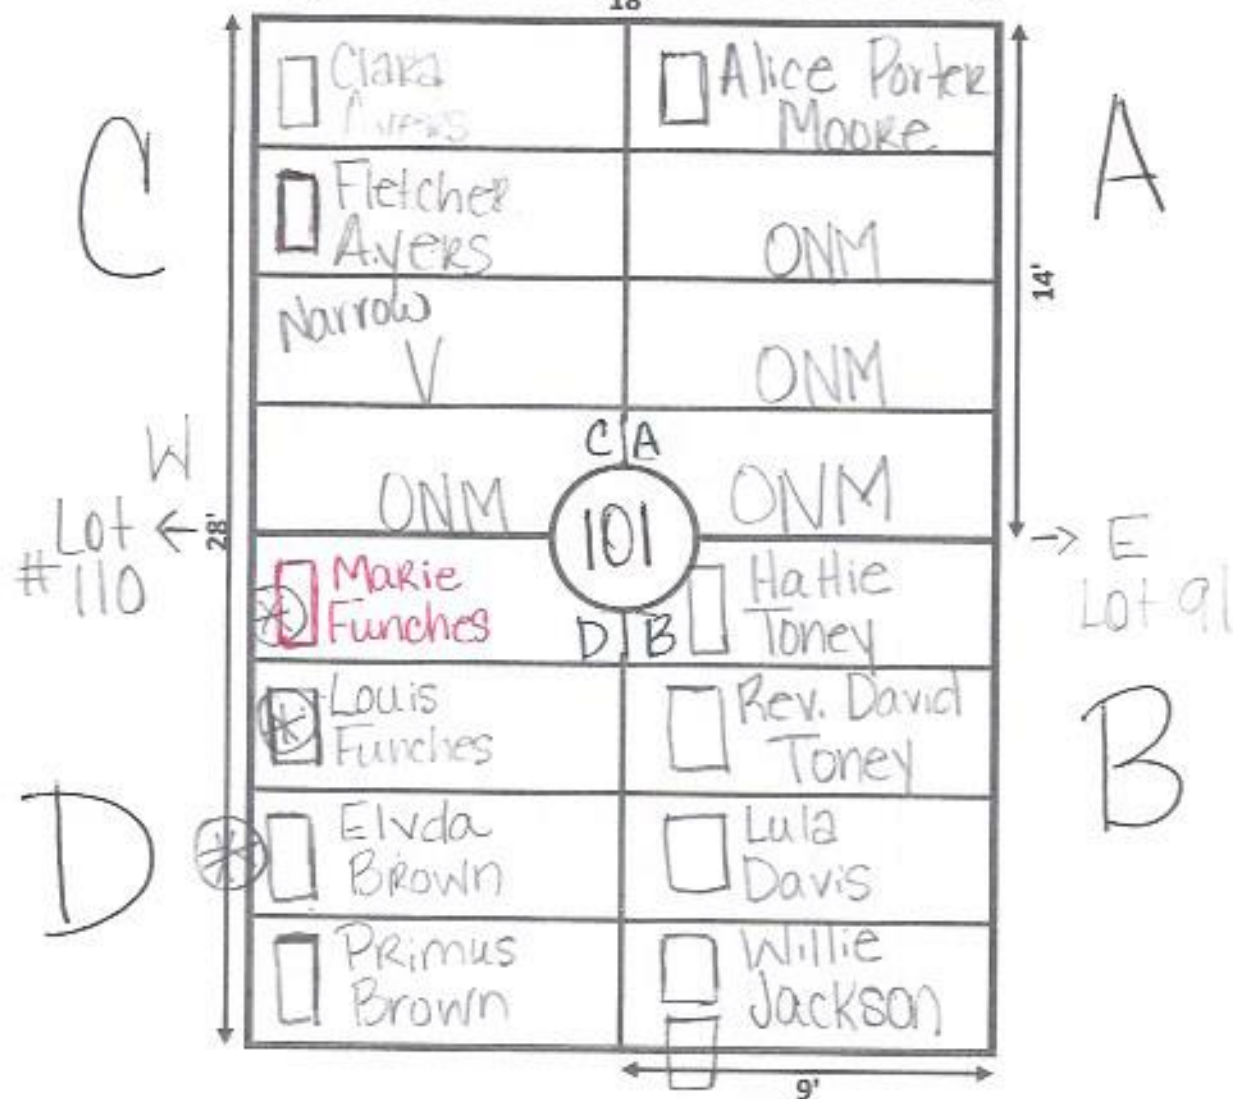 18'
C
Clara
Alice Porter
Moore
A
Fletcher
Ayers
ONM
Narrow
V
ONM
14'
W
Lot
#110
28'
ONM
C A
101
ONM
E
Lot 91
Marie
Funches
D B
Hattie
Toney
Louis
Funches
Rev. David
Toney
B
D
Elvda
Brown
Lula
Davis
Primus
Brown
Willie
Jackson
9'